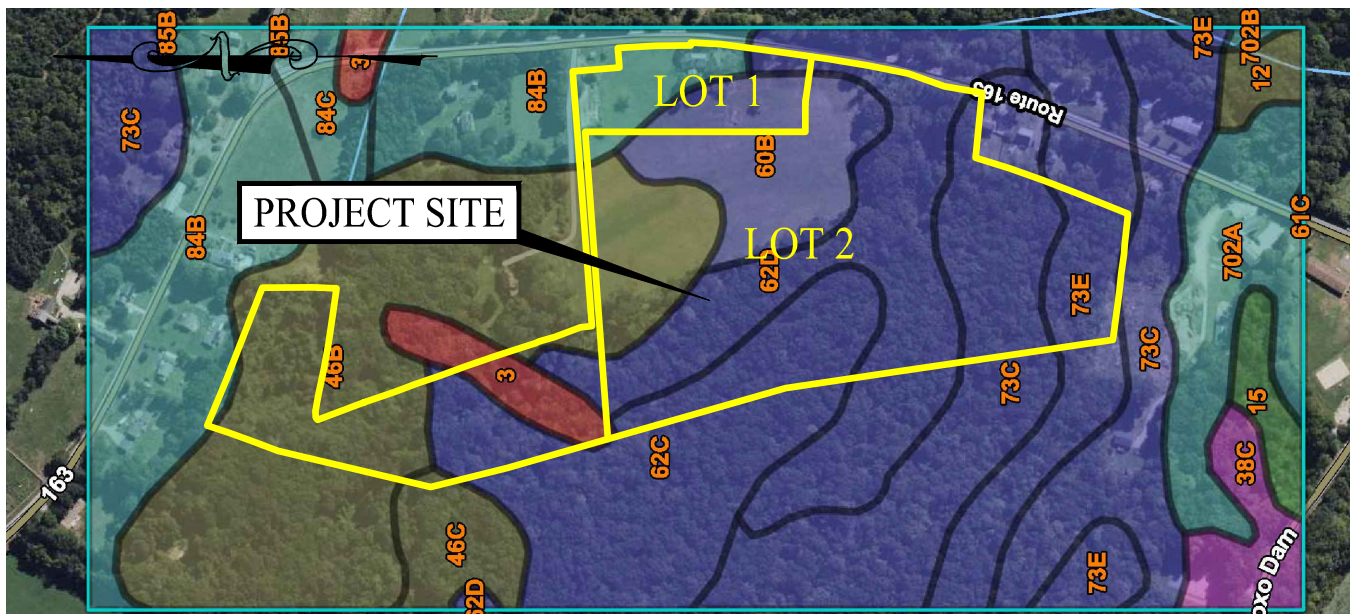 85B
85B
3
84C
73C
84B
84B
LOT 1
60B
Route 163
73E
702B
12
PROJECT SITE
LOT 2
62D
73E
702A
61C
46B
3
73C
73C
15
163
62C
38C
46C
62D
73E
oxo Dam